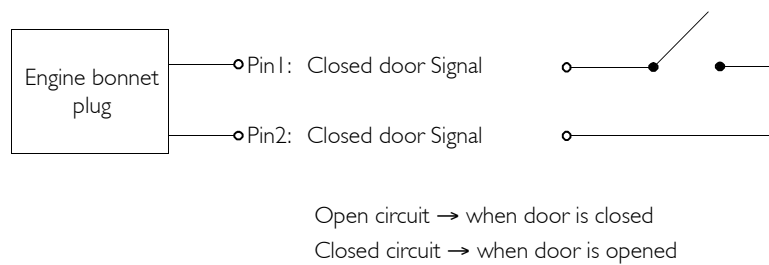 Engine bonnet
plug
Pin1: Closed door Signal
Pin2: Closed door Signal
Open circuit → when door is closed
Closed circuit → when door is opened